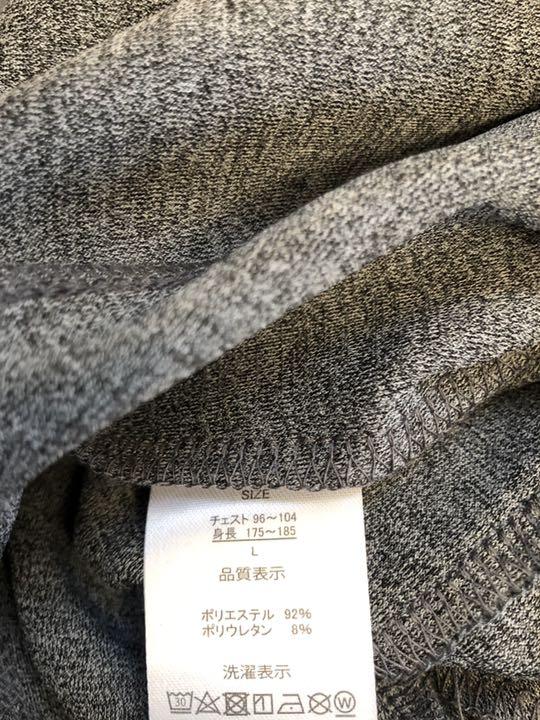 SIZE
チェスト 96～104
身長 175～185
L
品質表示
ポリエステル 92%
ポリウレタン 8%
洗濯表示
30 W